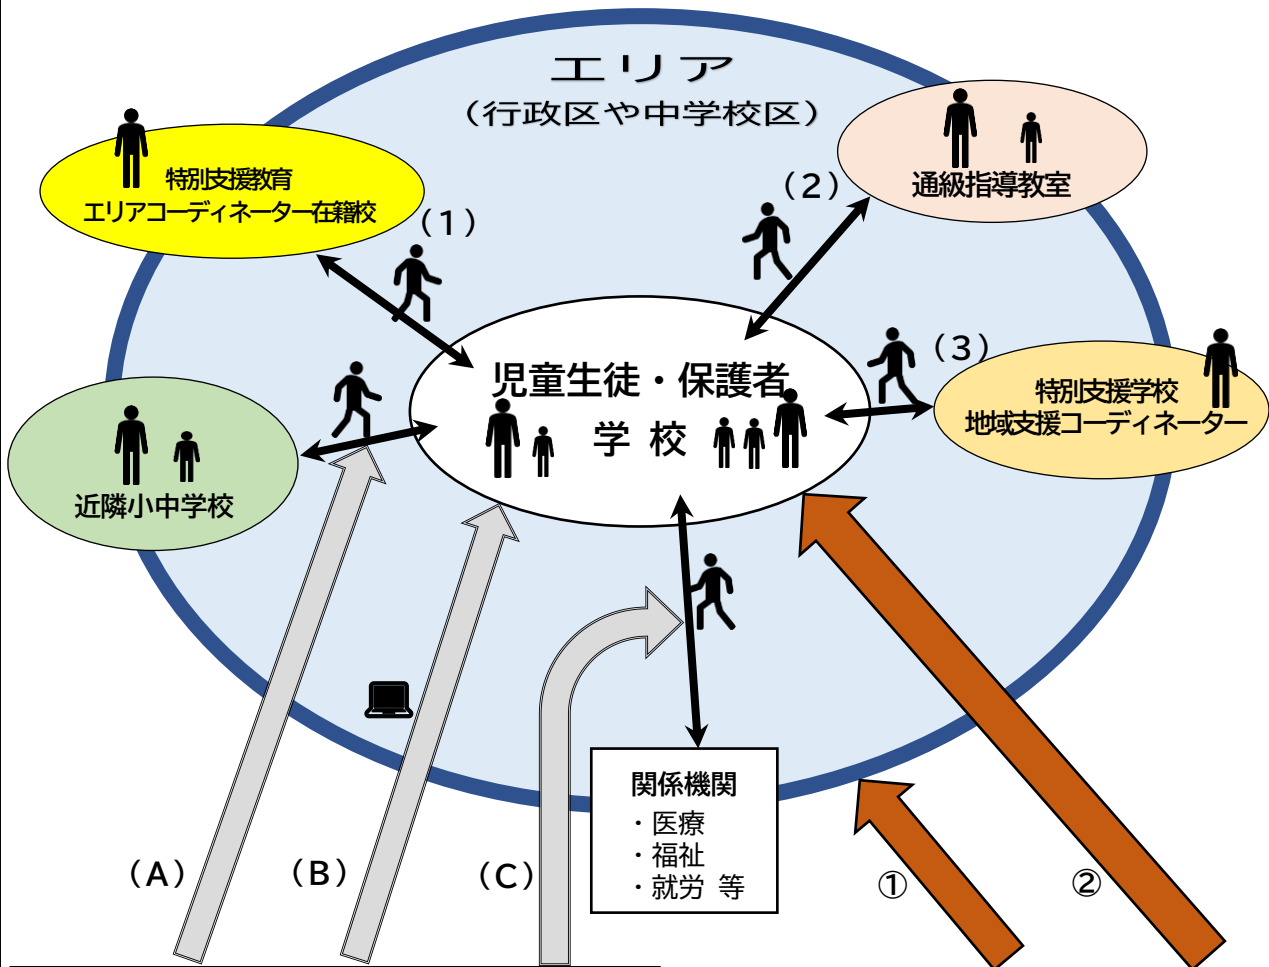 エリア
（行政区や中学校区）
特別支援教育
エリアコーディネーター在籍校
（1）
（2）
通級指導教室
（3）
特別支援学校
地域支援コーディネーター
児童生徒・保護者
学 校
近隣小中学校
関係機関
・医療
・福祉
・就労 等
（A）
（B）
（C）
①
②